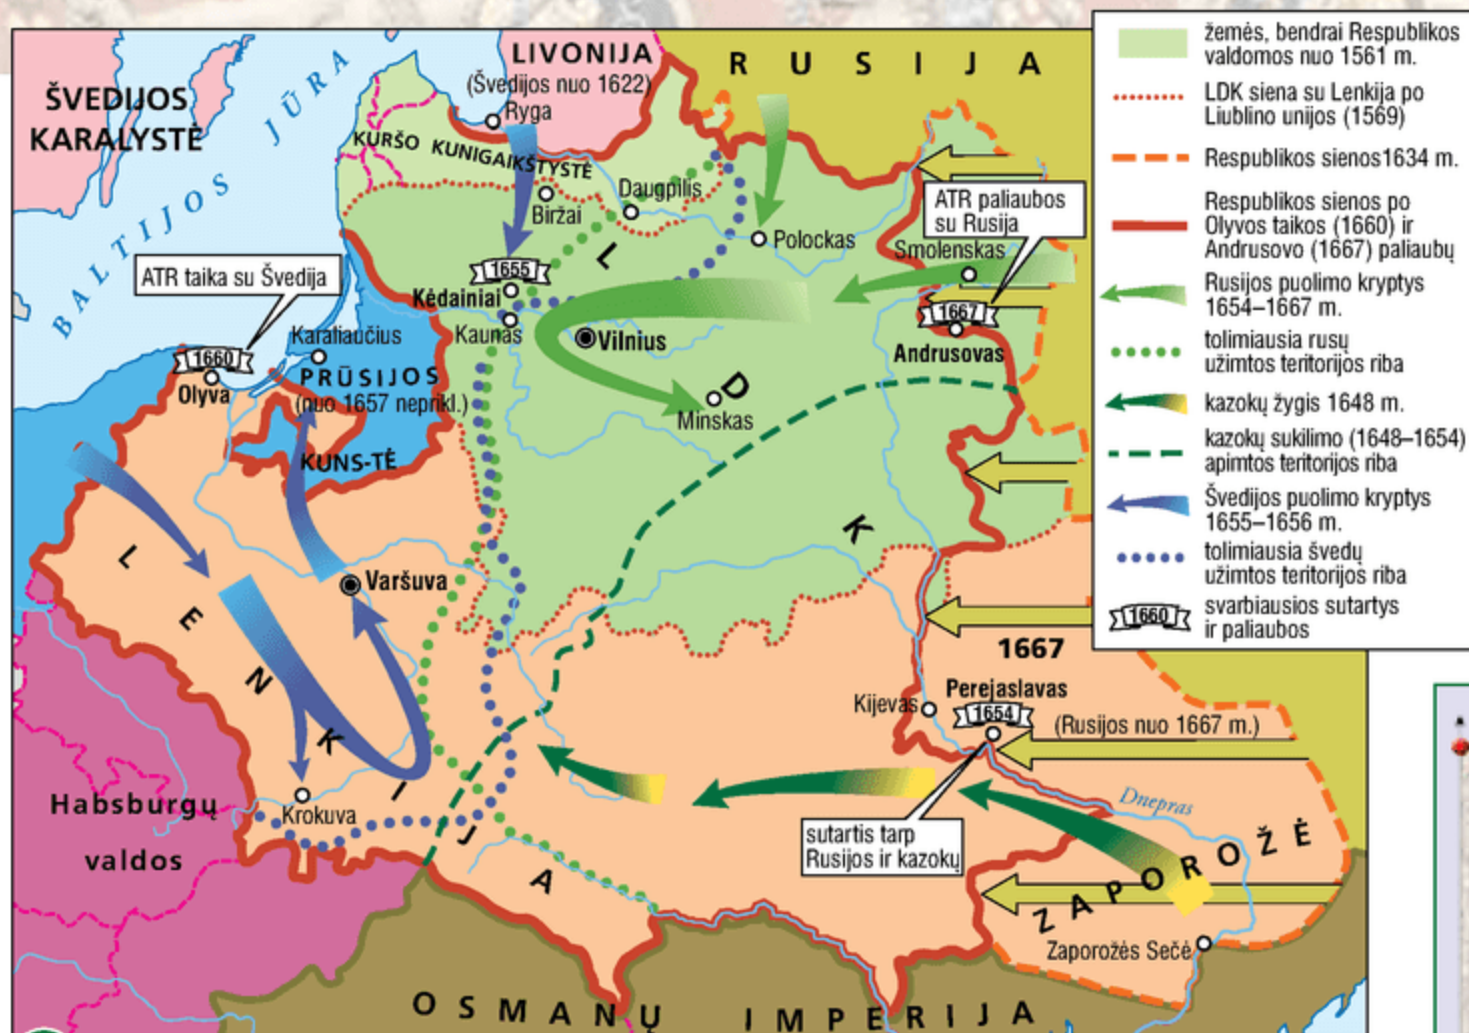 ŠVEDIJOS
KARALYSTĖ
BALTIJOS JŪRA
LIVONIJA
(Švedijos nuo 1622)
Ryga
RUSIJA
KURŠO KUNIGAIKŠTYSTĖ
Biržai
Daugpilis
Polockas
ATR paliaubos
su Rusija
Smolenskas
1667
Andrusovas
ATR taika su Švedija
1655
Kėdainiai
Kaunas
Vilnius
Minskas
LDK
1660
Olyva
Karaliaučius
PRŪSIJOS
(nuo 1657 neprikl.)
KUNS-TĖ
Varšuva
LENKIJA
Krokuva
Habsburgų
valdos
Kijevas
1667
Perejaslavas
1654
(Rusijos nuo 1667 m.)
Dnepras
sutartis tarp
Rusijos ir kazokų
ZAPOROŽĖ
Zaporožės Sečė
OSMANŲ IMPERIJA
žemės, bendrai Respublikos
valdomos nuo 1561 m.
LDK siena su Lenkija po
Liublino unijos (1569)
Respublikos sienos1634 m.
Respublikos sienos po
Olyvos taikos (1660) ir
Andrusovo (1667) paliaubų
Rusijos puolimo kryptys
1654–1667 m.
tolimiausia rusų
užimtos teritorijos riba
kazokų žygis 1648 m.
kazokų sukilimo (1648–1654)
apimtos teritorijos riba
Švedijos puolimo kryptys
1655–1656 m.
tolimiausia švedų
užimtos teritorijos riba
1660
svarbiausios sutartys
ir paliaubos